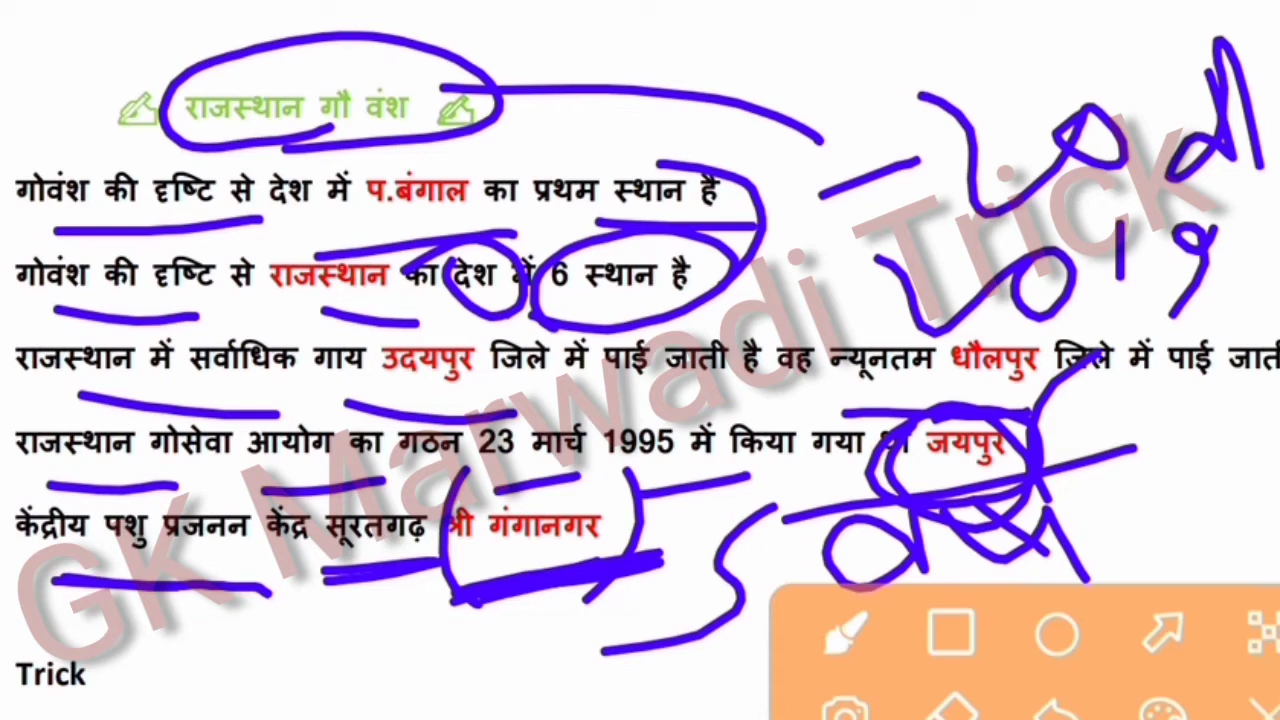 राजस्थान गौ वंश
गोवंश की दृष्टि से देश में प.बंगाल का प्रथम स्थान है
गोवंश की दृष्टि से राजस्थान का देश में 6 स्थान है
राजस्थान में सर्वाधिक गाय उदयपुर जिले में पाई जाती है वह न्यूनतम धौलपुर जिले में पाई जाती
राजस्थान गोसेवा आयोग का गठन 23 मार्च 1995 में किया गया जयपुर
केंद्रीय पशु प्रजनन केंद्र सूरतगढ़ श्री गंगानगर
Trick
GK Marwadi Trick